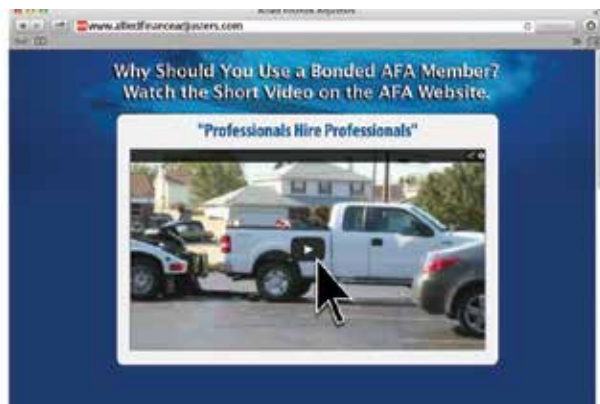 www.alliedfinanceadjusters.com
Why Should You Use a Bonded AFA Member?
Watch the Short Video on the AFA Website.
"Professionals Hire Professionals"